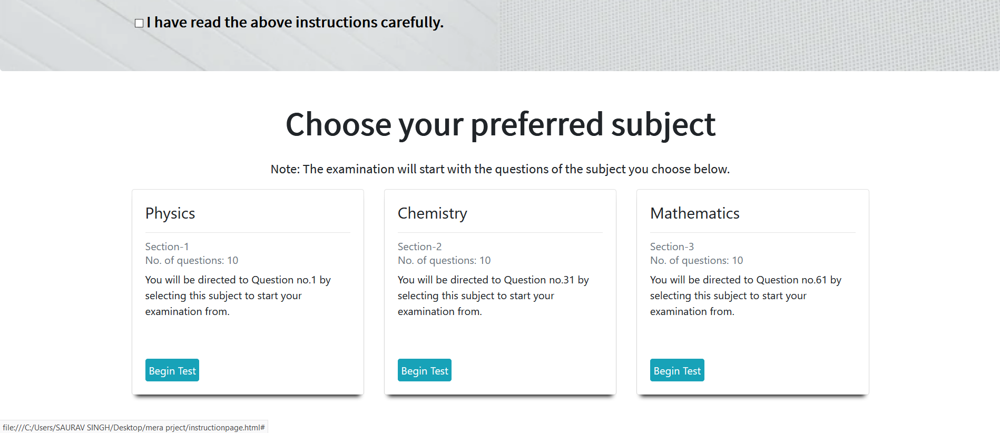 I have read the above instructions carefully.
Choose your preferred subject
Note: The examination will start with the questions of the subject you choose below.
Physics
Section-1
No. of questions: 10
You will be directed to Question no.1 by
selecting this subject to start your
examination from.
Begin Test
Chemistry
Section-2
No. of questions: 10
You will be directed to Question no.31 by
selecting this subject to start your
examination from.
Begin Test
Mathematics
Section-3
No. of questions: 10
You will be directed to Question no.61 by
selecting this subject to start your
examination from.
Begin Test
file:///C:/Users/SAURAV SINGH/Desktop/mera prject/instructionpage.html#